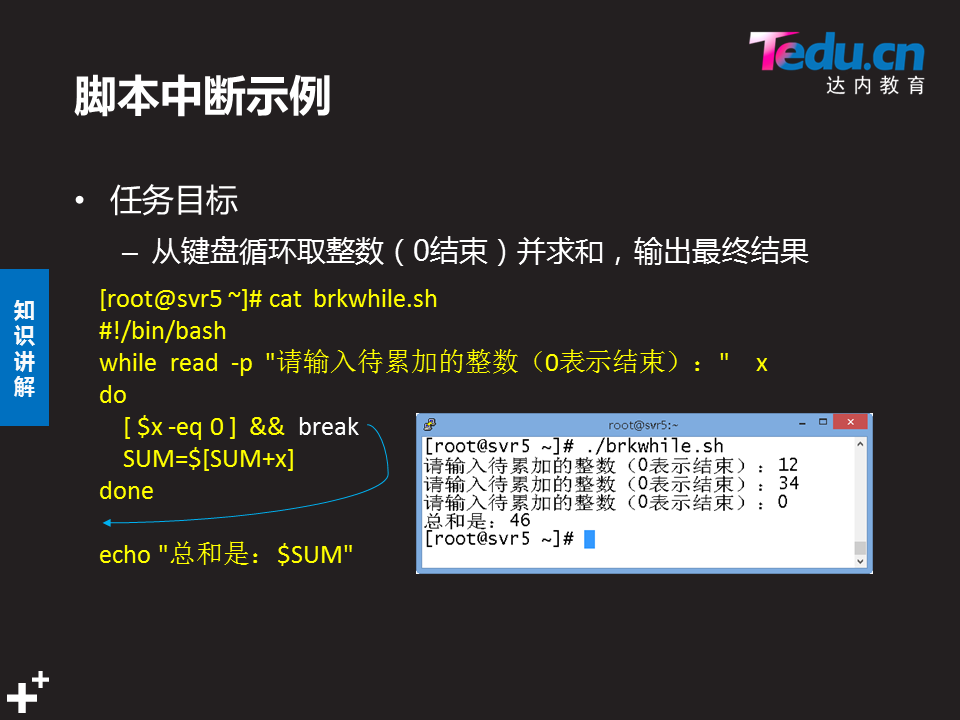 Tedu.cn
达内教育
脚本中断示例
• 任务目标
– 从键盘循环取整数（0结束）并求和，输出最终结果
知识讲解
[root@svr5 ~]# cat brkwhile.sh
#!/bin/bash
while read -p "请输入待累加的整数（0表示结束）：" x
do
[ $x -eq 0 ] && break
SUM=$[SUM+x]
done
echo "总和是：$SUM"
root@svr5:~
[root@svr5 ~]# ./brkwhile.sh
请输入待累加的整数（0表示结束）：12
请输入待累加的整数（0表示结束）：34
请输入待累加的整数（0表示结束）：0
总和是：46
[root@svr5 ~]#